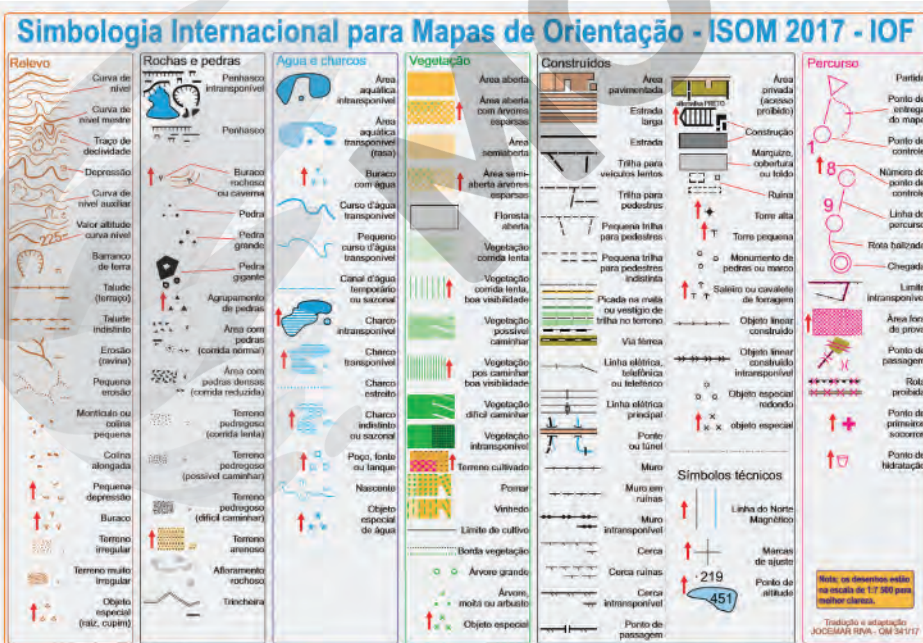 Simbologia Internacional para Mapas de Orientação - ISOM 2017 - IOF
Relevo
Curva de
nível
Curva de
nível mestre
Traço de
declividade
Depressão
Curva de
nível auxiliar
Valor altitude
curva nível
225
Barranco
de terra
Talude
(terraço)
Talude
indistinto
Erosão
(ravina)
Pequena
erosão
Montículo ou
colina
pequena
Colina
alongada
Pequena
depressão
Buraco
Terreno
irregular
Terreno muito
irregular
Objeto
especial
(raiz, cupim)
Rochas e pedras
Penhasco
intransponível
Penhasco
Buraco
rochoso
ou caverna
Pedra
Pedra
grande
Pedra
gigante
Agrupamento
de pedras
Área com
pedras
(corrida normal)
Área com
pedras densas
(corrida reduzida)
Terreno
pedregoso
(corrida lenta)
Terreno
pedregoso
(possível caminhar)
Terreno
pedregoso
(difícil caminhar)
Terreno
arenoso
Afloramento
rochoso
Trincheira
Água e charcos
Área
aquática
intransponível
Área
aquática
transponível
(rasa)
Buraco
com água
Curso d'água
transponível
Pequeno
curso d'água
transponível
Canal d'água
temporário
ou sazonal
Charco
intransponível
Charco
transponível
Charco
estreito
Charco
indistinto
ou sazonal
Poço, fonte
ou tanque
Nascente
Objeto
especial
de água
Vegetação
Área aberta
Área aberta
com árvores
esparsas
Área
semiaberta
Área semi-
aberta árvores
esparsas
Floresta
aberta
Vegetação
corrida lenta
Vegetação
corrida lenta,
boa visibilidade
Vegetação
possível
caminhar
Vegetação
pos caminhar
boa visibilidade
Vegetação
difícil caminhar
Vegetação
intransponível
Terreno cultivado
Pomar
Vinhedo
Limite de cultivo
Borda vegetação
Árvore grande
Árvore,
moita ou arbusto
Objeto especial
Construídos
Área
pavimentada
Estrada
larga
Estrada
Trilha para
veículos lentos
Trilha para
pedestres
Pequena trilha
para pedestres
Pequena trilha
para pedestres
indistinta
Picada na mata
ou vestígio de
trilha no terreno
Via férrea
Linha elétrica,
telefônica
ou teleférico
Linha elétrica
principal
Ponte
ou túnel
Muro
Muro em
ruínas
Muro
intransponível
Cerca
Cerca ruínas
Cerca
intransponível
Ponto de
passagem
Área
privada
(acesso
proibido)
alternativa PRETO
Construção
Marquize,
cobertura
ou toldo
Ruína
Torre alta
Torre pequena
Monumento de
pedras ou marco
Saleiro ou cavalete
de forragem
Objeto linear
construído
Objeto linear
construído
intransponível
Objeto especial
redondo
objeto especial
Símbolos técnicos
Linha do Norte
Magnético
Marcas
de ajuste
219
451
Ponto de
altitude
Percurso
Partid
Ponto de
entrega
do mapa
Ponto de
controle
1
8
Número do
ponto de
controle
9
Linha d
percurso
Rota balizada
Chegada
Limite
intransponíve
Área fora
de prova
Ponto de
passagem
Rota
proibida
Ponto de
primeiro
socorro
Ponto de
hidratação
Nota: os desenhos estão
na escala de 1:7 500 para
melhor clareza.
Tradução e adaptação
JOCEMAR RIVA - QM 341/17